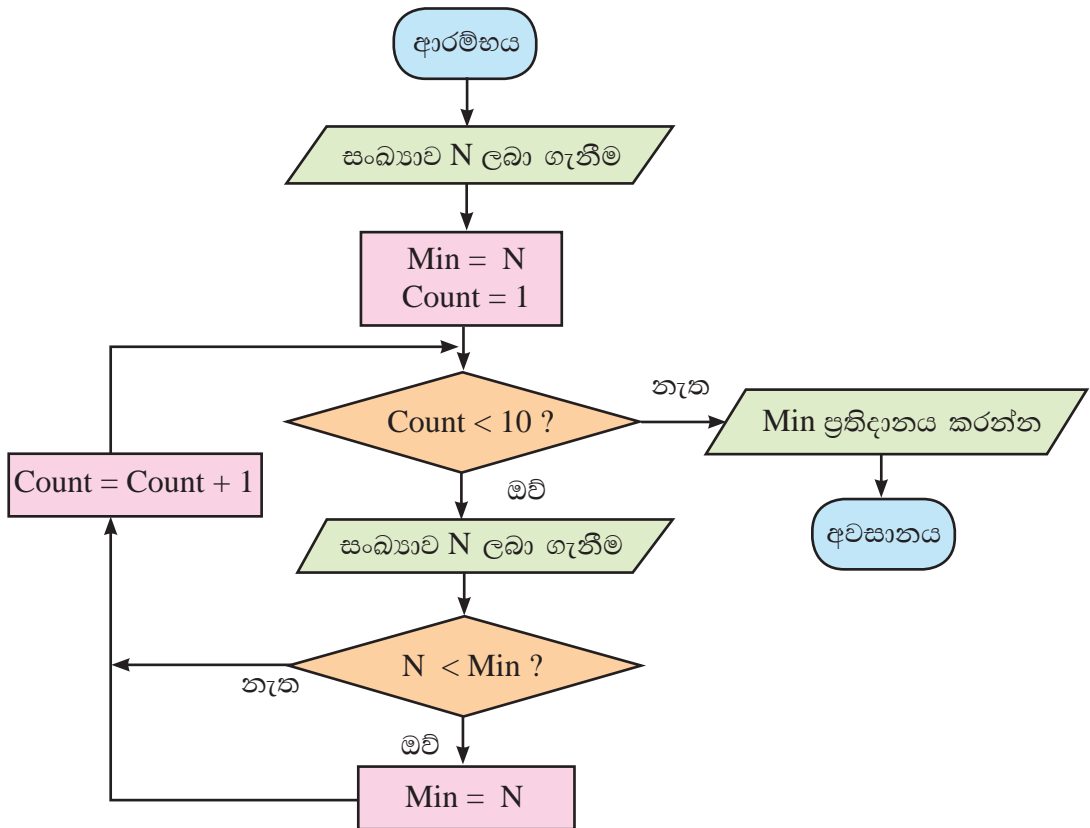 ආරම්භය
සංඛ්‍යාව N ලබා ගැනීම
Min = N
Count = 1
Count < 10 ?
නැත
Min ප්‍රතිදානය කරන්න
Count = Count + 1
ඔව්
සංඛ්‍යාව N ලබා ගැනීම
අවසානය
N < Min ?
නැත
ඔව්
Min = N